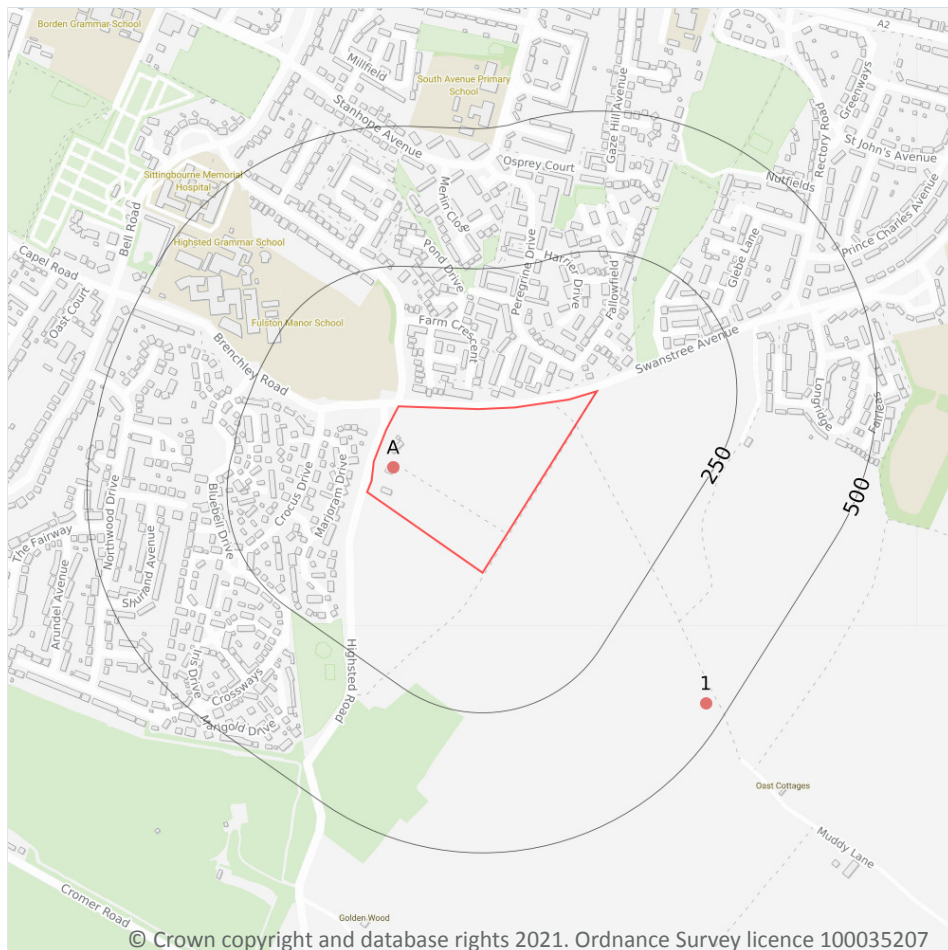 Borden Grammar School
A2
Millfield
South Avenue Primary
School
Stanhope Avenue
Gaze Hill Avenue
Greenways
Rectory Road
St John's Avenue
Osprey Court
Nutfields
Sittingbourne Memorial
Hospital
Merlin Close
Bell Road
Prince Charles Avenue
Highsted Grammar School
Capel Road
Pond Drive
Peregrine Drive
Harrier Drive
Fallowfield
Glebe Lane
Oast Court
Fulston Manor School
Farm Crescent
Brenchley Road
Swanstree Avenue
Longridge
Fairleas
A
250
500
Crocus Drive
Marjoram Drive
Northwood Drive
Bluebell Drive
The Fairway
Shurland Avenue
Arundel Avenue
Iris Drive
Crossways
Marigold Drive
Highsted Road
1
Oast Cottages
Muddy Lane
Cromer Road
Golden Wood
© Crown copyright and database rights 2021. Ordnance Survey licence 100035207